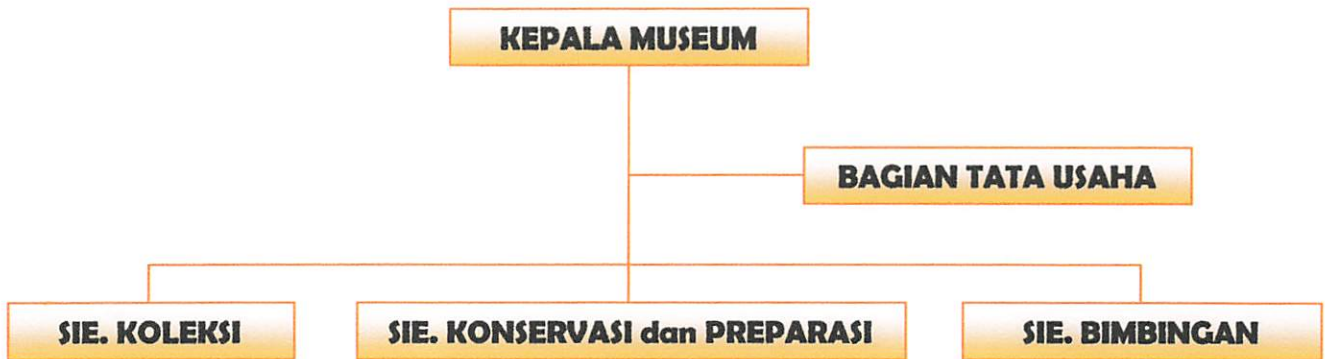 KEPALA MUSEUM
BAGIAN TATA USAHA
SIE. KOLEKSI
SIE. KONSERVASI dan PREPARASI
SIE. BIMBINGAN